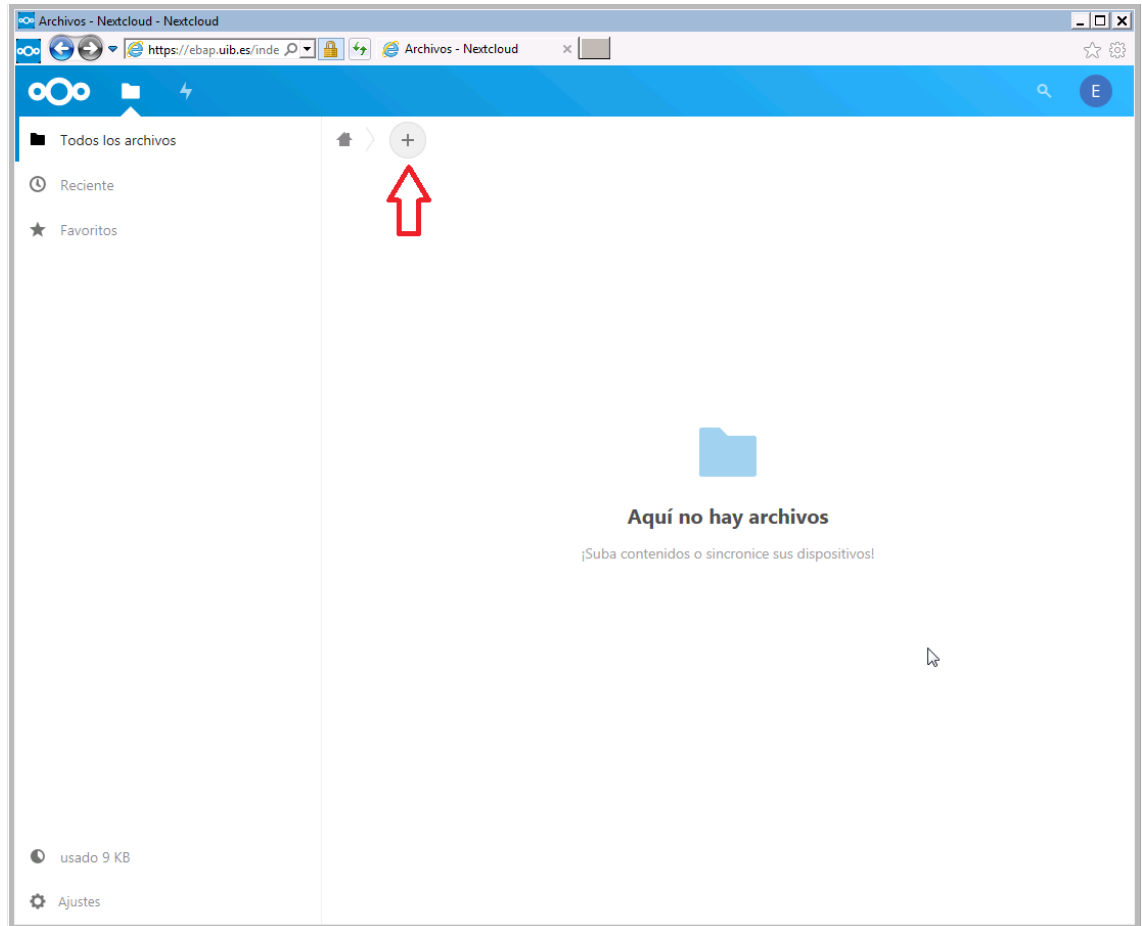 Archivos - Nextcloud - Nextcloud
https://ebap.uib.es/inde
Archivos - Nextcloud
E
Todos los archivos
Reciente
Favoritos
Aquí no hay archivos
¡Suba contenidos o sincronice sus dispositivos!
usado 9 KB
Ajustes